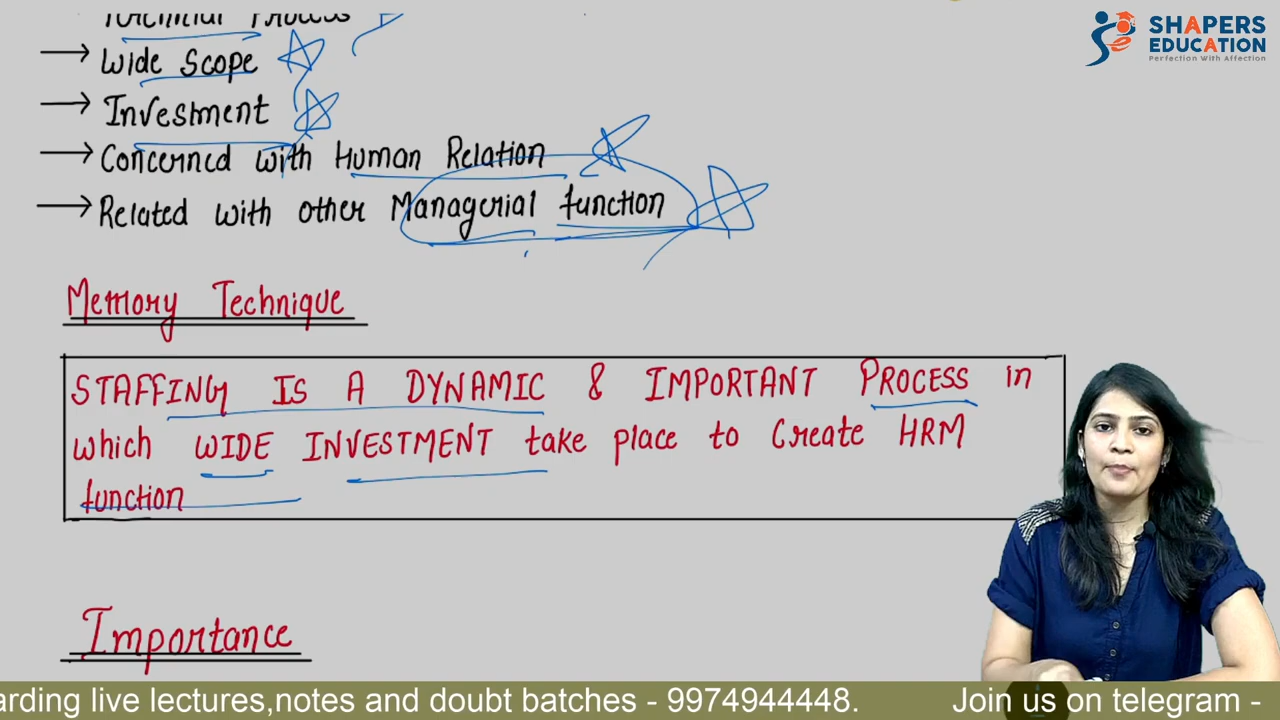 Process
→ Wide Scope
→ Investment
→ Concerned with Human Relation
→ Related with other Managerial function
Memory Technique
STAFFING IS A DYNAMIC & IMPORTANT PROCESS in
which WIDE INVESTMENT take place to Create HRM
function
Importance
SHAPERS
EDUCATION
Perfection With Affection
arding live lectures,notes and doubt batches - 9974944448. Join us on telegram -